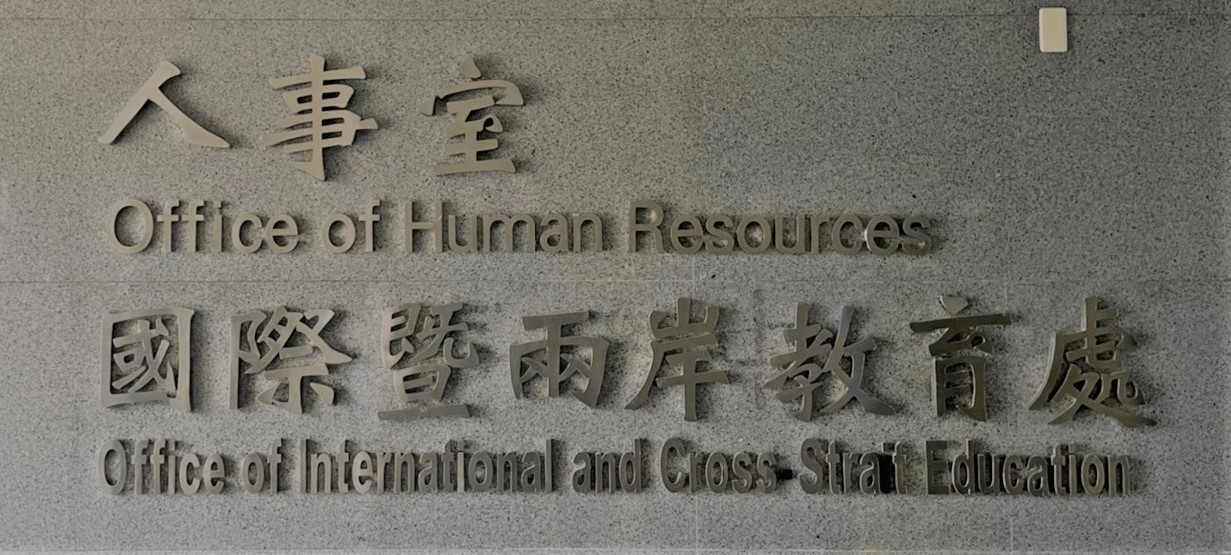 人事室
Office of Human Resources
國際暨兩岸教育處
Office of International and Cross-Strait Education